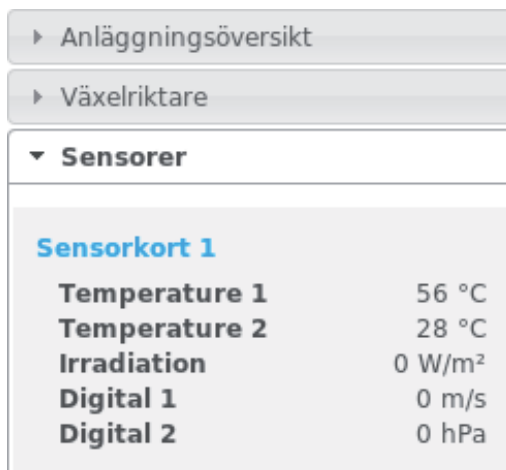 Anläggningsöversikt
Växelriktare
Sensorer
Sensorkort 1
Temperature 1 56 °C
Temperature 2 28 °C
Irradiation 0 W/m²
Digital 1 0 m/s
Digital 2 0 hPa